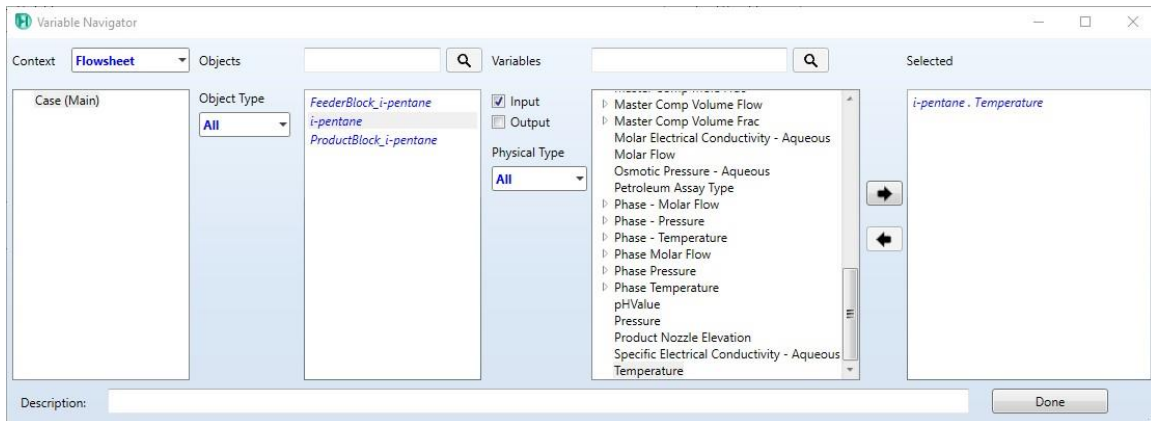 Variable Navigator
Context Flowsheet Objects Variables Selected
Case (Main)
Object Type
All
FeederBlock_i-pentane
i-pentane
ProductBlock_i-pentane
Input
Output
Physical Type
All
Master Comp Volume Flow
Master Comp Volume Frac
Molar Electrical Conductivity - Aqueous
Molar Flow
Osmotic Pressure - Aqueous
Petroleum Assay Type
Phase - Molar Flow
Phase - Pressure
Phase - Temperature
Phase Molar Flow
Phase Pressure
Phase Temperature
pHValue
Pressure
Product Nozzle Elevation
Specific Electrical Conductivity - Aqueous
Temperature
i-pentane . Temperature
Description:
Done